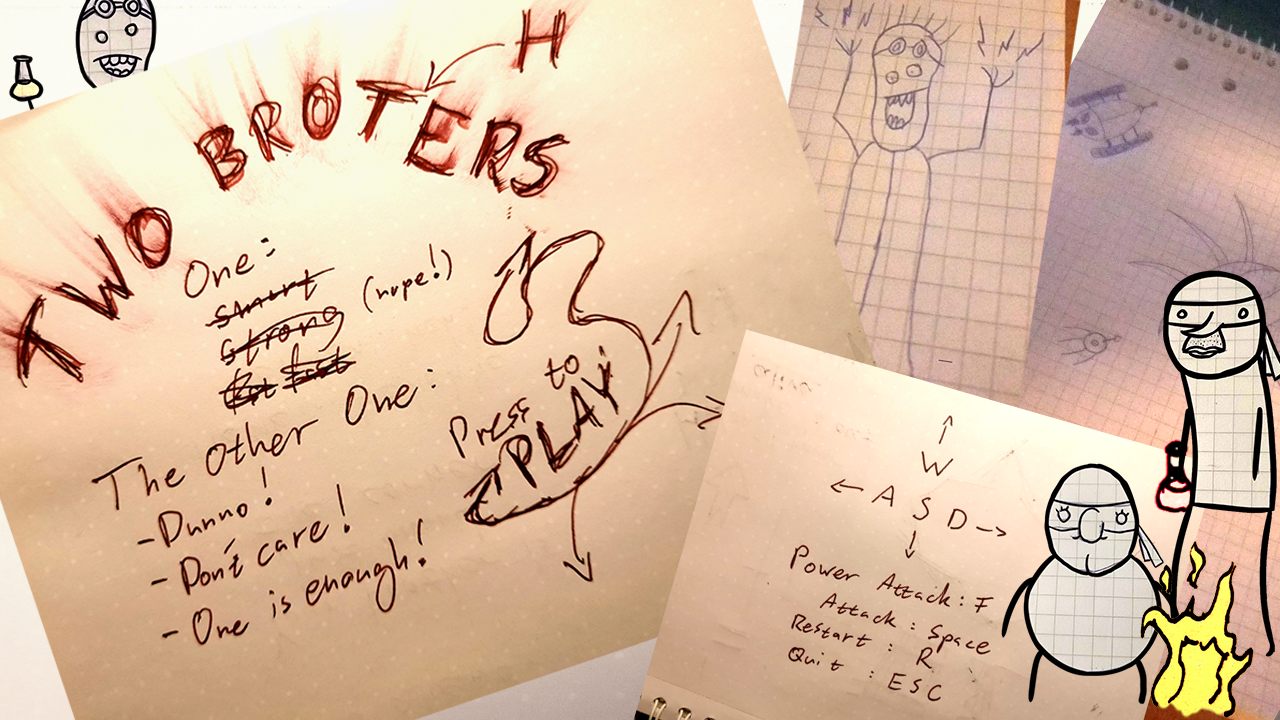 H
TWO BROTERS
One:
smart
strong (nope!)
fast
The Other One:
- Dunno!
- Don't care!
- One is enough!
Press to
PLAY!
W
A S D
Power Attack: F
Attack : Space
Restart : R
Quit : ESC